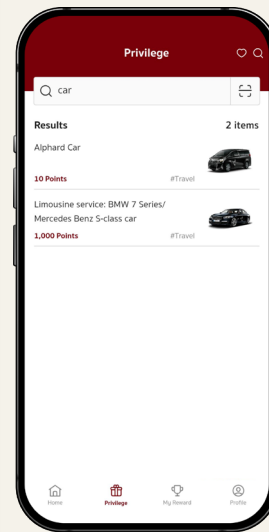 Privilege
car
Results
2 items
Alphard Car
10 Points
#Travel
Limousine service: BMW 7 Series/
Mercedes Benz S-class car
1,000 Points
#Travel
Home
Privilege
My Reward
Profile